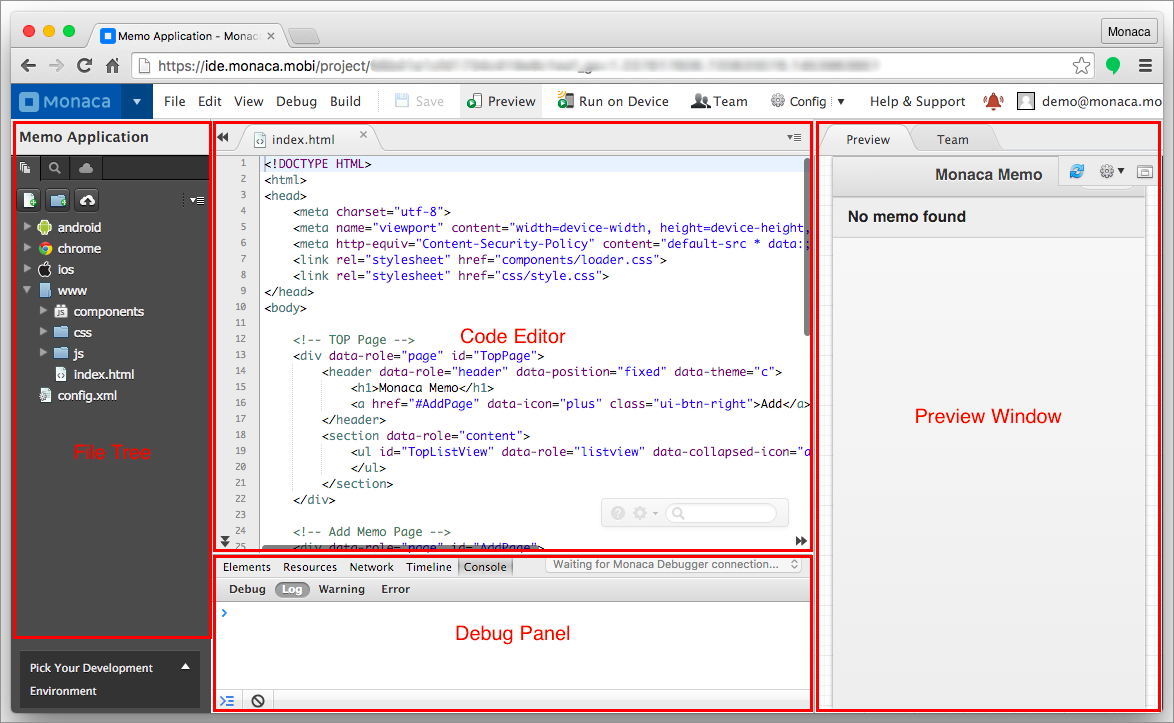 Memo Application - Monac
Monaca
https://ide.monaca.mobi/project/
Monaca
File Edit View Debug Build Save Preview Run on Device Team Config Help & Support demo@monaca.mo
Memo Application
index.html
Preview Team
Monaca Memo
No memo found
android
chrome
ios
www
components
css
js
index.html
config.xml
File Tree
1 <!DOCTYPE HTML>
2 <html>
3 <head>
4 <meta charset="utf-8">
5 <meta name="viewport" content="width=device-width, height=device-height,
6 <meta http-equiv="Content-Security-Policy" content="default-src * data:;
7 <link rel="stylesheet" href="components/loader.css">
8 <link rel="stylesheet" href="css/style.css">
9 </head>
10 <body>
11
12 <!-- TOP Page -->
13 <div data-role="page" id="TopPage">
14 <header data-role="header" data-position="fixed" data-theme="c">
15 <h1>Monaca Memo</h1>
16 <a href="#AddPage" data-icon="plus" class="ui-btn-right">Add</a>
17 </header>
18 <section data-role="content">
19 <ul id="TopListView" data-role="listview" data-collapsed-icon="a
20 </ul>
21 </section>
22 </div>
23
24 <!-- Add Memo Page -->
25 <div data-role="page" id="AddPage">
Code Editor
Preview Window
Elements Resources Network Timeline Console Waiting for Monaca Debugger connection...
Debug Log Warning Error
Debug Panel
Pick Your Development
Environment